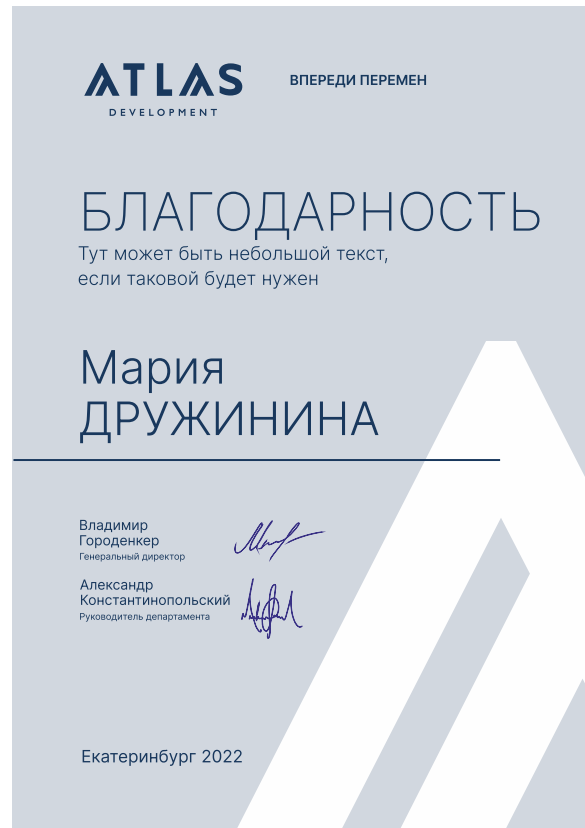 ATLAS
DEVELOPMENT
ВПЕРЕДИ ПЕРЕМЕН
БЛАГОДАРНОСТЬ
Тут может быть небольшой текст,
если таковой будет нужен
Мария
ДРУЖИНИНА
Владимир
Городенкер
Генеральный директор
Александр
Константинопольский
Руководитель департамента
Екатеринбург 2022